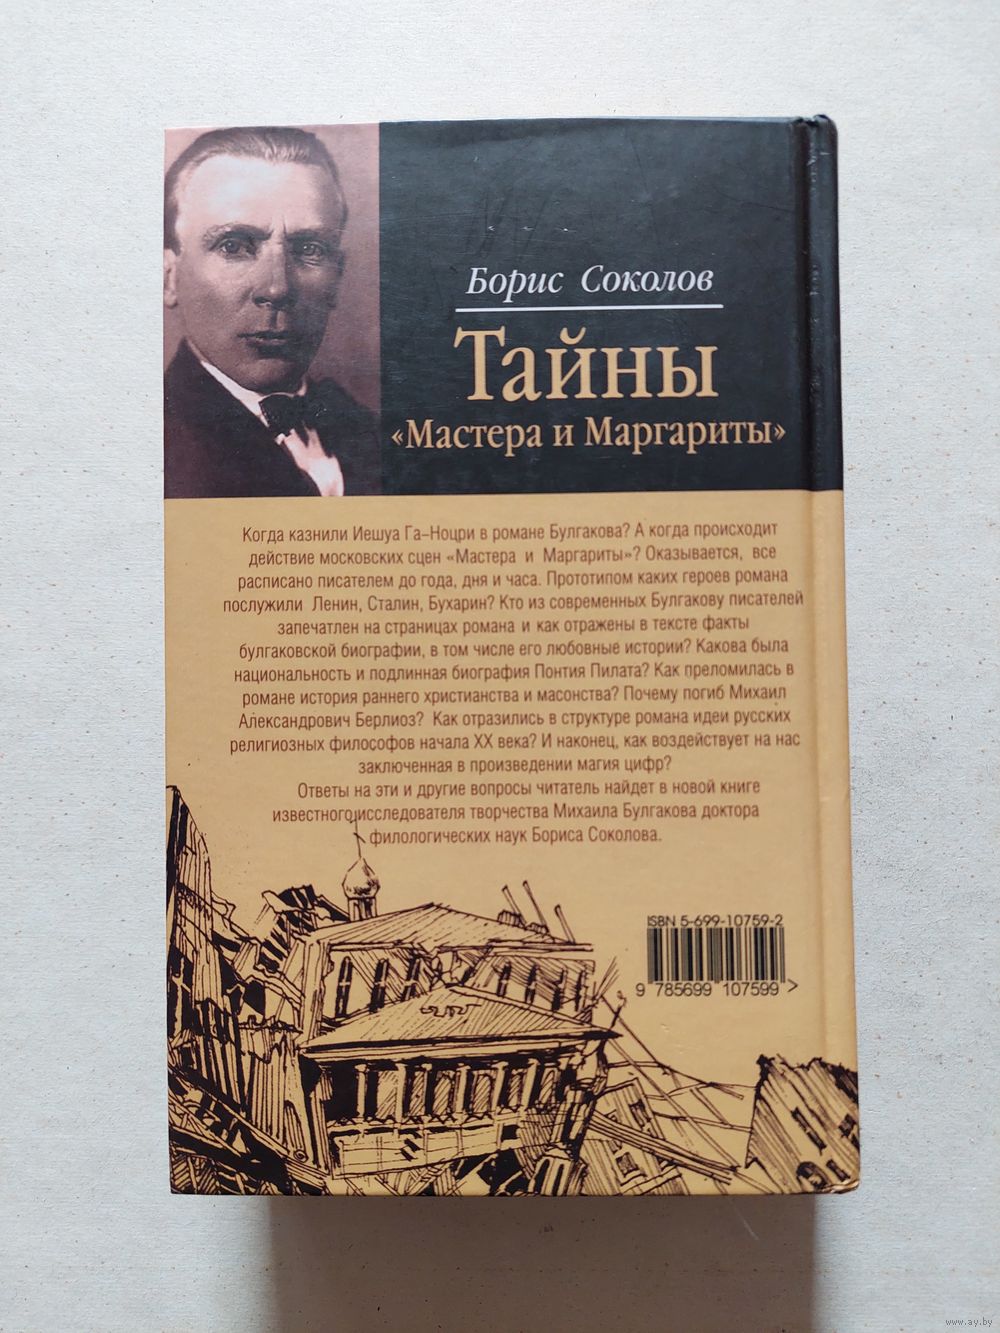 Борис Соколов
Тайны
«Мастера и Маргариты»
Когда казнили Иешуа Га-Ноцри в романе Булгакова? А когда происходит
действие московских сцен «Мастера и Маргариты»? Оказывается, все
расписано писателем до года, дня и часа. Прототипом каких героев романа
послужили Ленин, Сталин, Бухарин? Кто из современных Булгакову писателей
запечатлен на страницах романа и как отражены в тексте факты
булгаковской биографии, в том числе его любовные истории? Какова была
национальность и подлинная биография Понтия Пилата? Как преломилась в
романе история раннего христианства и масонства? Почему погиб Михаил
Александрович Берлиоз? Как отразились в структуре романа идеи русских
религиозных философов начала XX века? И наконец, как воздействует на нас
заключенная в произведении магия цифр?
Ответы на эти и другие вопросы читатель найдет в новой книге
известного исследователя творчества Михаила Булгакова доктора
филологических наук Бориса Соколова.
ISBN 5-699-10759-2
9 785699 107599 >
www.ay.by